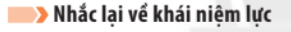 Nhắc lại về khái niệm lực